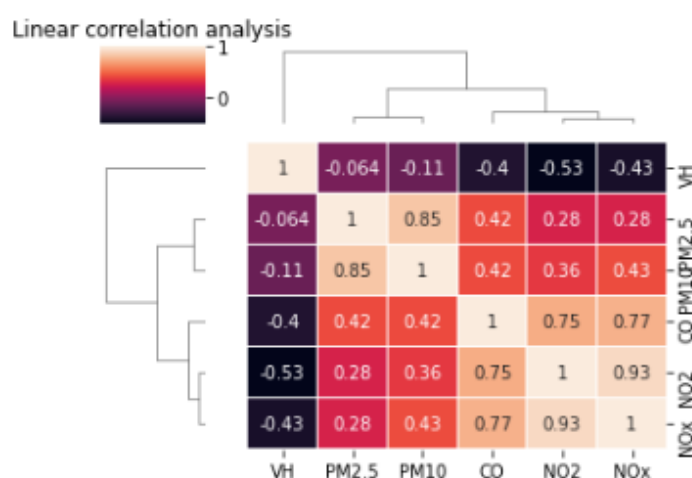 Linear correlation analysis
1
0
1 -0.064 -0.11 -0.4 -0.53 -0.43 VH
-0.064 1 0.85 0.42 0.28 0.28 PM2.5
-0.11 0.85 1 0.42 0.36 0.43 PM10
-0.4 0.42 0.42 1 0.75 0.77 CO
-0.53 0.28 0.36 0.75 1 0.93 NO2
-0.43 0.28 0.43 0.77 0.93 1 NOx
VH PM2.5 PM10 CO NO2 NOx